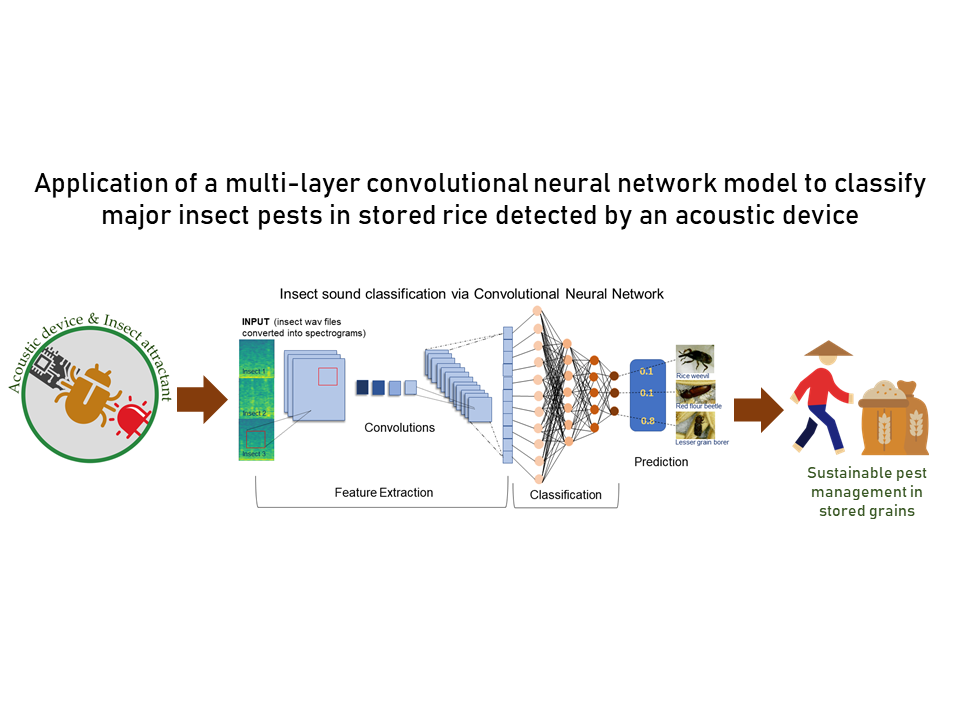 Application of a multi-layer convolutional neural network model to classify
major insect pests in stored rice detected by an acoustic device
Insect sound classification via Convolutional Neural Network
Acoustic device & Insect attractant
INPUT (insect wav files
converted into spectrograms)
Insect 1
Insect 2
Insect 3
Convolutions
Feature Extraction
Classification
0.1
0.1
0.8
Rice weevil
Red flour beetle
Lesser grain borer
Prediction
Sustainable pest
management in
stored grains